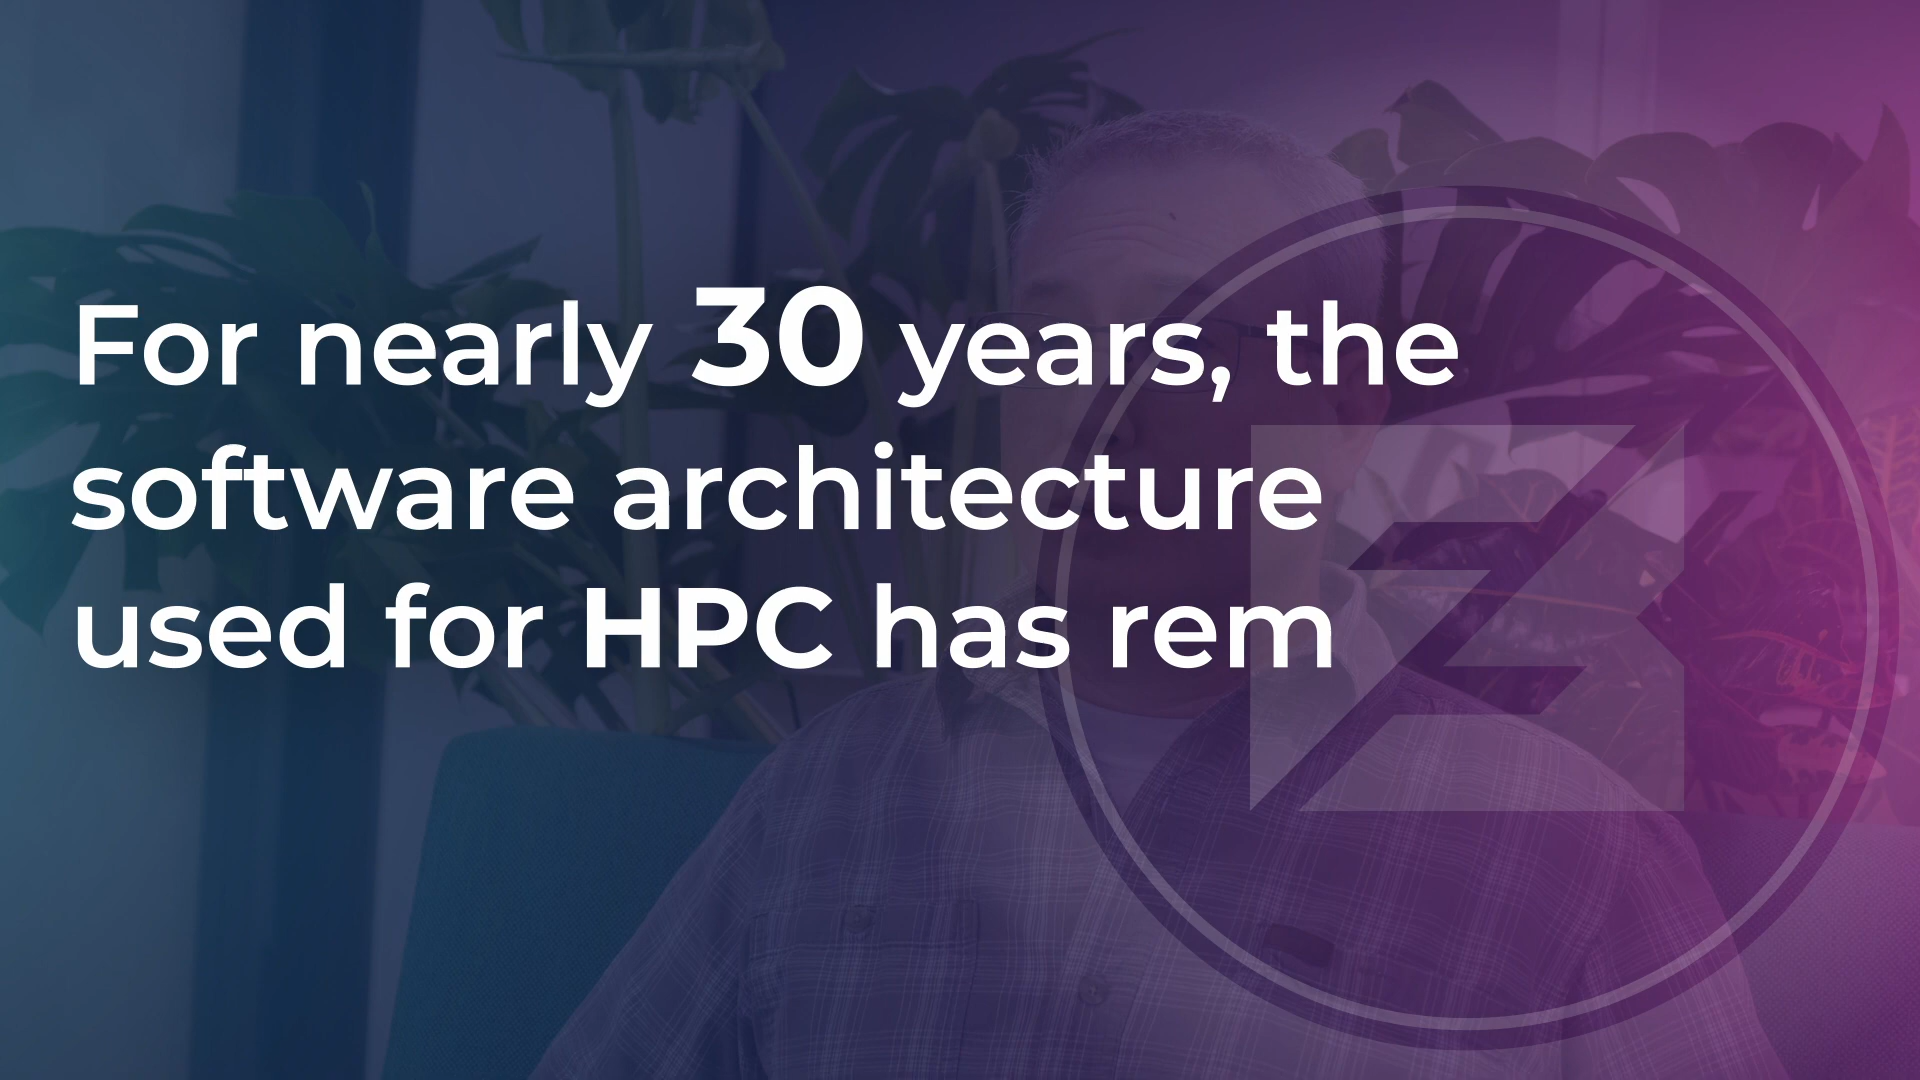 For nearly 30 years, the
software architecture
used for HPC has rem